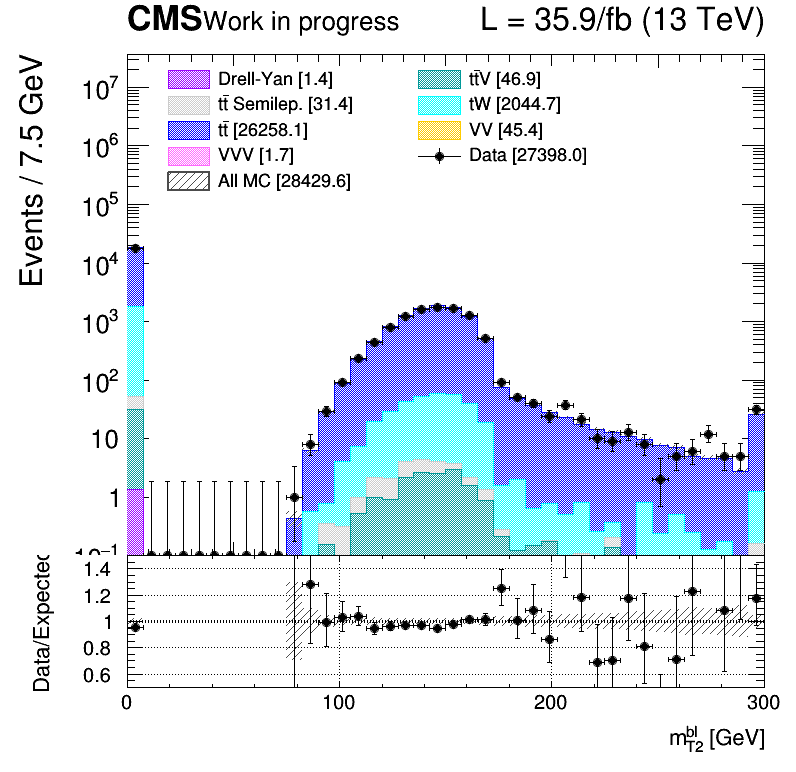 CMS Work in progress L = 35.9/fb (13 TeV)
Events / 7.5 GeV
10⁷
10⁶
10⁵
10⁴
10³
10²
10
1
10⁻¹
Drell-Yan [1.4]
tt̄ Semilep. [31.4]
tt̄ [26258.1]
VVV [1.7]
All MC [28429.6]
tt̄V [46.9]
tW [2044.7]
VV [45.4]
Data [27398.0]
Data/Expected
1.4
1.2
1
0.8
0.6
0 100 200 300
m_T2^bl [GeV]